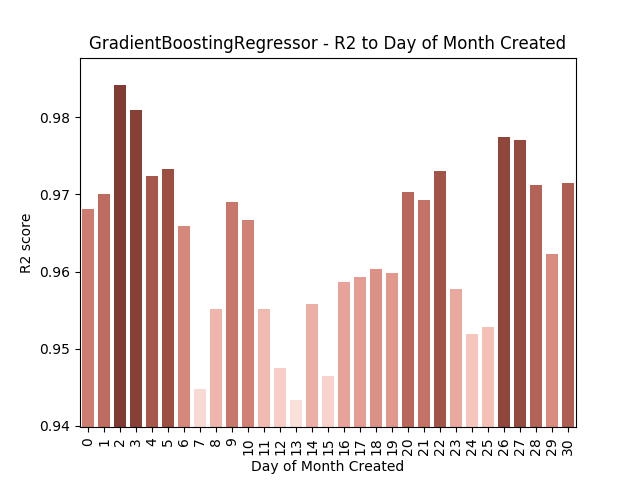 GradientBoostingRegressor - R2 to Day of Month Created
R2 score
0.98
0.97
0.96
0.95
0.94
0 1 2 3 4 5 6 7 8 9 10 11 12 13 14 15 16 17 18 19 20 21 22 23 24 25 26 27 28 29 30
Day of Month Created